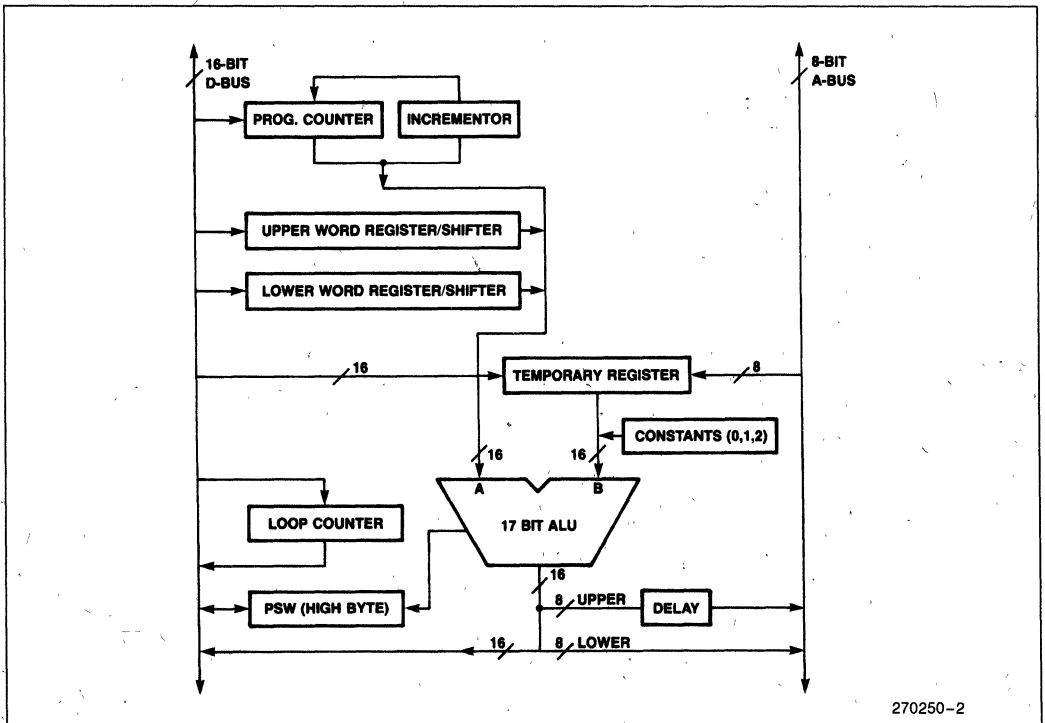 16-BIT
D-BUS
8-BIT
A-BUS
PROG. COUNTER
INCREMENTOR
UPPER WORD REGISTER/SHIFTER
LOWER WORD REGISTER/SHIFTER
16
TEMPORARY REGISTER
8
CONSTANTS (0,1,2)
16
16
A
B
17 BIT ALU
LOOP COUNTER
16
PSW (HIGH BYTE)
8 UPPER
DELAY
16
8 LOWER
270250-2